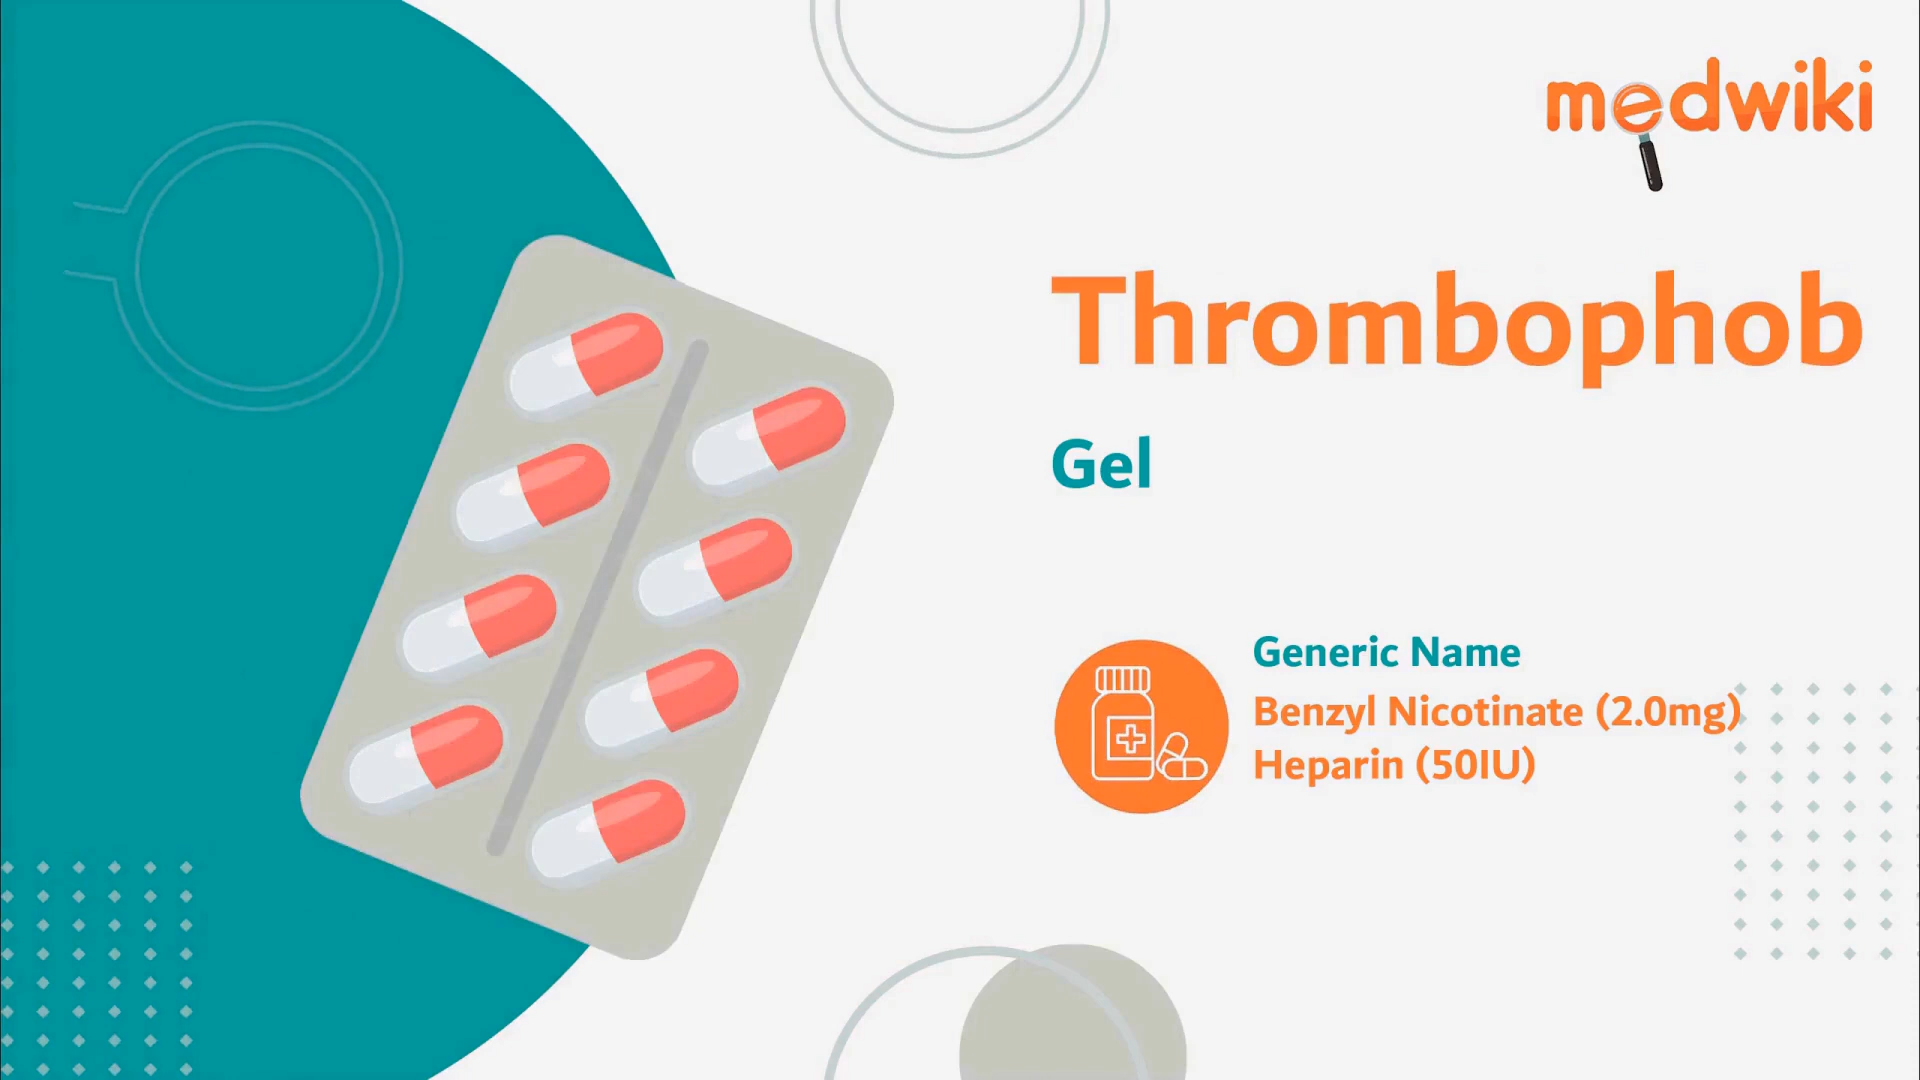 medwiki
Thrombophob
Gel
Generic Name
Benzyl Nicotinate (2.0mg)
Heparin (50IU)